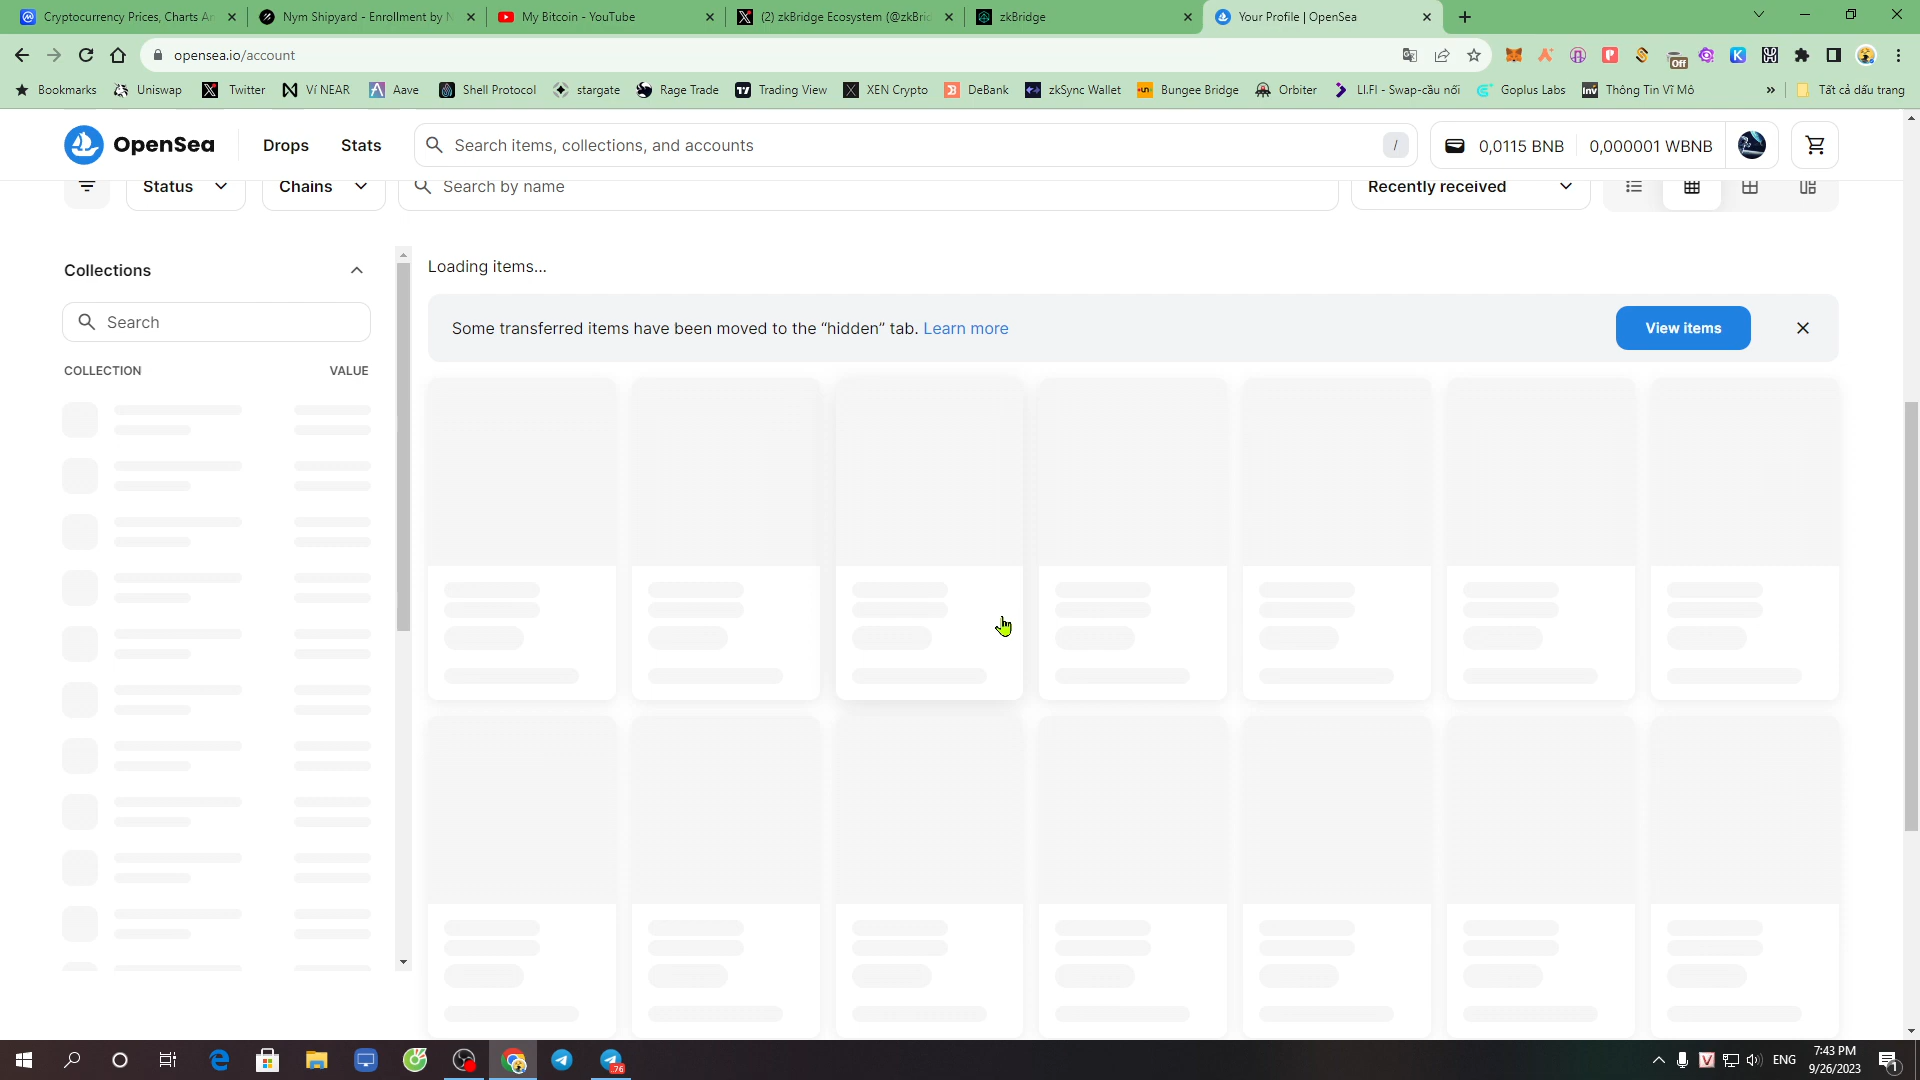 Cryptocurrency Prices, Charts Ar
Nym Shipyard - Enrollment by N
My Bitcoin - YouTube
(2) zkBridge Ecosystem (@zkBri
zkBridge
Your Profile | OpenSea
opensea.io/account
Off
Bookmarks
Uniswap
Twitter
Ví NEAR
Aave
Shell Protocol
stargate
Rage Trade
Trading View
XEN Crypto
DeBank
zkSync Wallet
Bungee Bridge
Orbiter
LI.FI - Swap-cầu nối
Goplus Labs
Thông Tin Vĩ Mô
»
Tất cả dấu trang
OpenSea
Drops
Stats
Search items, collections, and accounts
/
0,0115 BNB
0,000001 WBNB
Status
Chains
Search by name
Recently received
Collections
Loading items...
Search
Some transferred items have been moved to the “hidden” tab. Learn more
View items
COLLECTION
VALUE
76
ENG
7:43 PM
9/26/2023
1